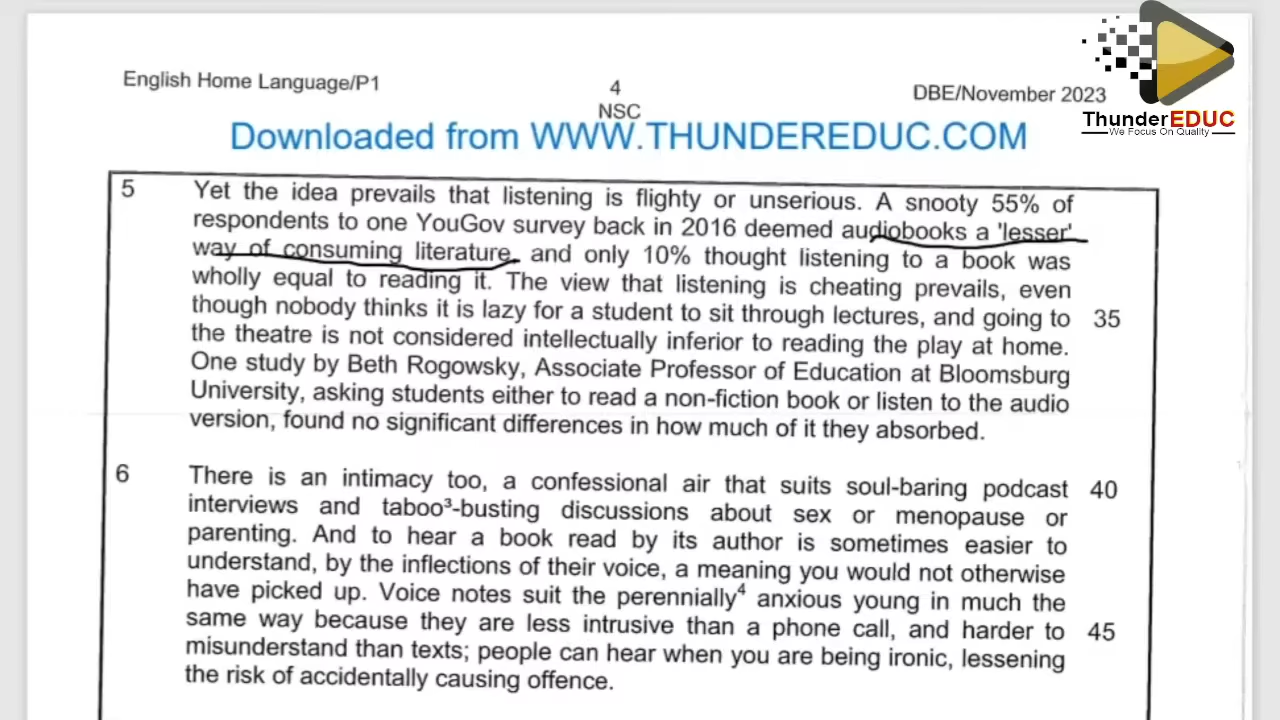 ThunderEDUC
We Focus On Quality
English Home Language/P1
4
NSC
DBE/November 2023
Downloaded from WWW.THUNDEREDUC.COM
5
Yet the idea prevails that listening is flighty or unserious. A snooty 55% of
respondents to one YouGov survey back in 2016 deemed audiobooks a 'lesser'
way of consuming literature, and only 10% thought listening to a book was
wholly equal to reading it. The view that listening is cheating prevails, even
though nobody thinks it is lazy for a student to sit through lectures, and going to 35
the theatre is not considered intellectually inferior to reading the play at home.
One study by Beth Rogowsky, Associate Professor of Education at Bloomsburg
University, asking students either to read a non-fiction book or listen to the audio
version, found no significant differences in how much of it they absorbed.
6
There is an intimacy too, a confessional air that suits soul-baring podcast 40
interviews and taboo³-busting discussions about sex or menopause or
parenting. And to hear a book read by its author is sometimes easier to
understand, by the inflections of their voice, a meaning you would not otherwise
have picked up. Voice notes suit the perennially⁴ anxious young in much the
same way because they are less intrusive than a phone call, and harder to 45
misunderstand than texts; people can hear when you are being ironic, lessening
the risk of accidentally causing offence.